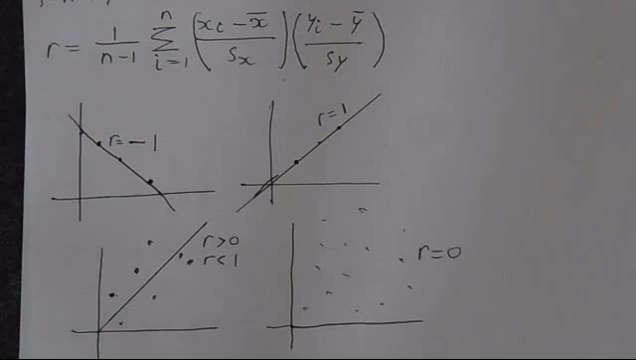 r = 1/(n-1) Σ_{i=1}^{n} ((x_i - x̄)/s_x) ((y_i - ȳ)/s_y)
r = -1
r = 1
r>0
r<1
r=0